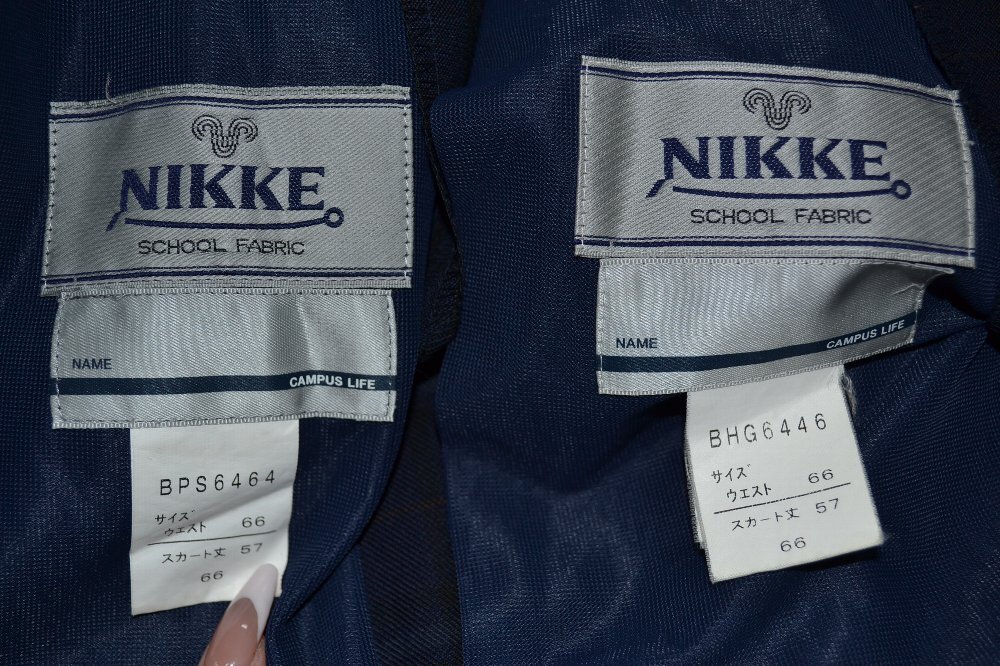 NIKKE
SCHOOL FABRIC
NAME
CAMPUS LIFE
BPS6464
サイズ
ウエスト 66
スカート丈 57
66
NIKKE
SCHOOL FABRIC
NAME
CAMPUS LIFE
BHG6446
サイズ
ウエスト 66
スカート丈 57
66